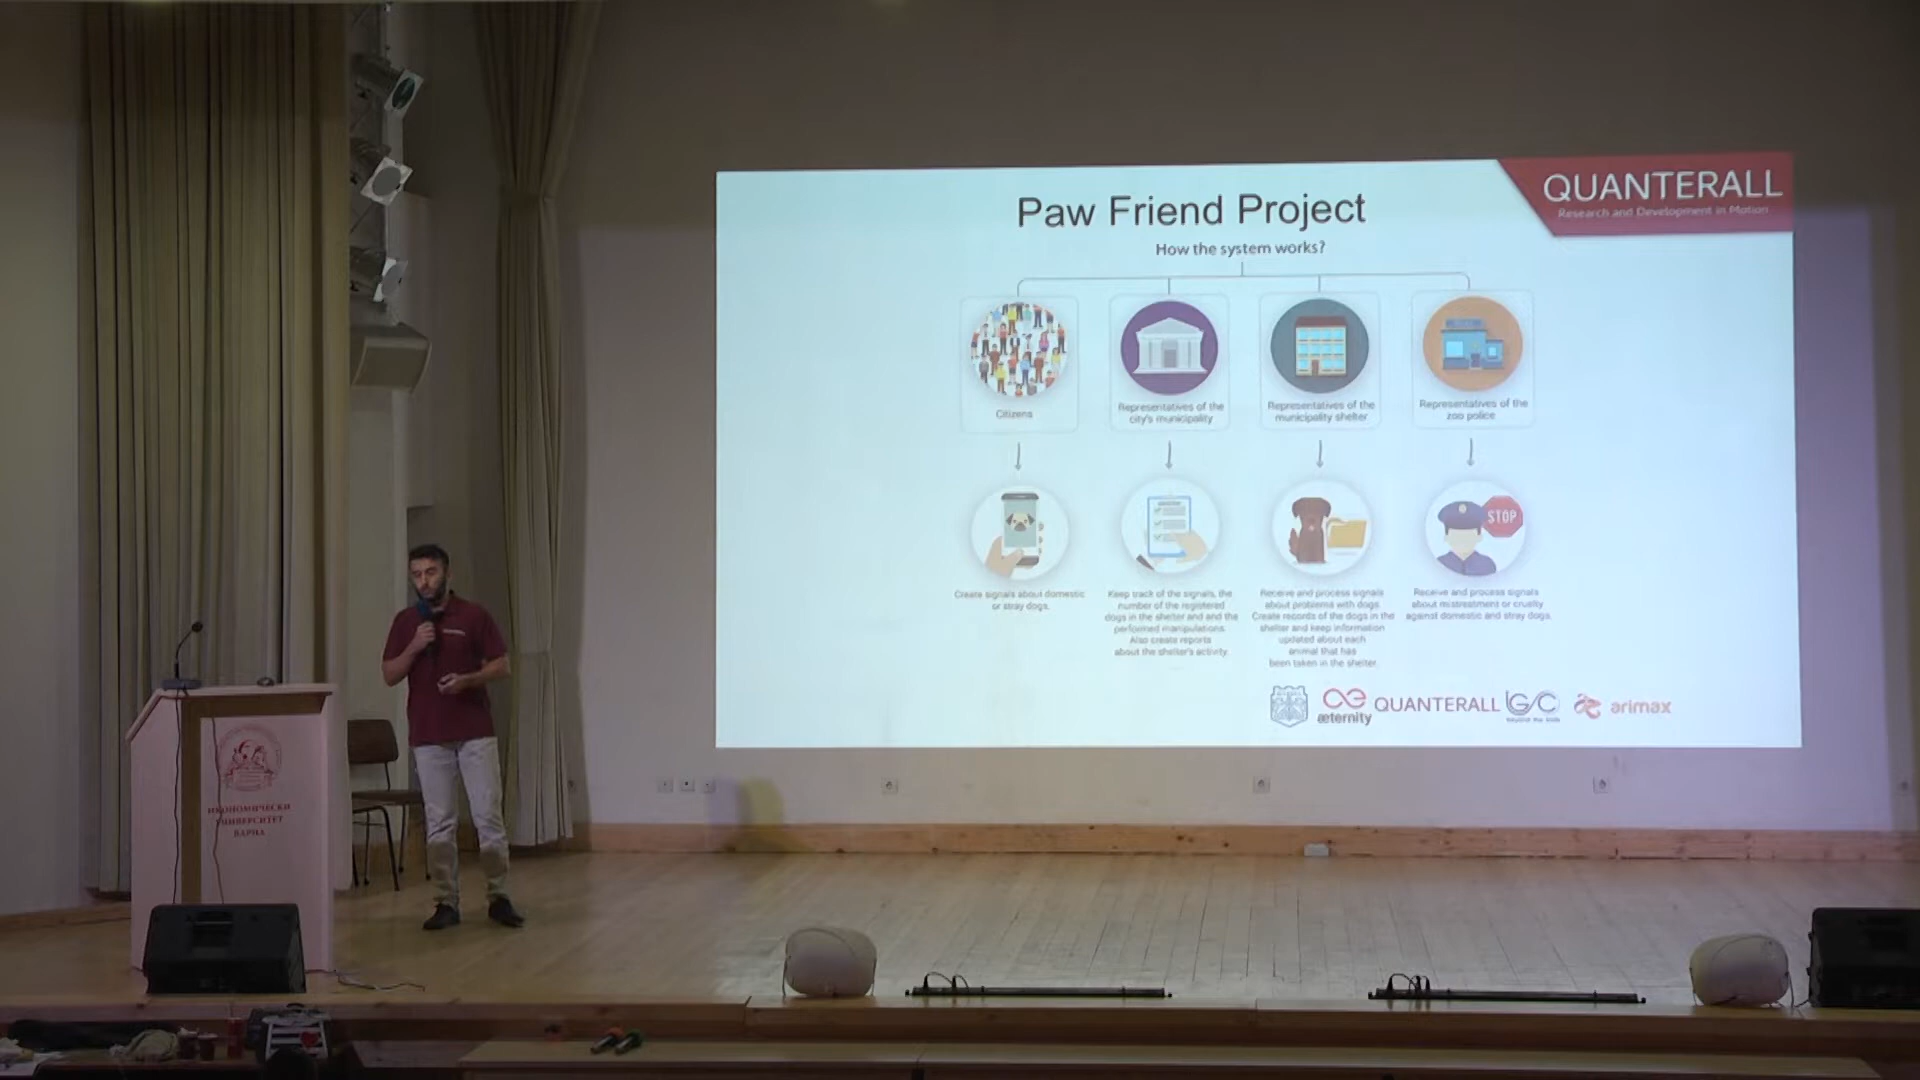 Paw Friend Project
QUANTERALL
Research and Development in Motion
How the system works?
Citizens
Representatives of the
city's municipality
Representatives of the
municipality shelter
Representatives of the
zoo police
STOP
Create signals about domestic
or stray dogs.
Keep track of the signals, the
number of the registered
dogs in the shelter and and the
performed manipulations.
Also create reports
about the shelter's activity.
Receive and process signals
about problems with dogs.
Create records of the dogs in the
shelter and keep information
updated about each
animal that has
been taken in the shelter.
Receive and process signals
about mistreatment or cruelty
against domestic and stray dogs.
æternity
QUANTERALL
arimax
ИКОНОМИЧЕСКИ
УНИВЕРСИТЕТ
ВАРНА